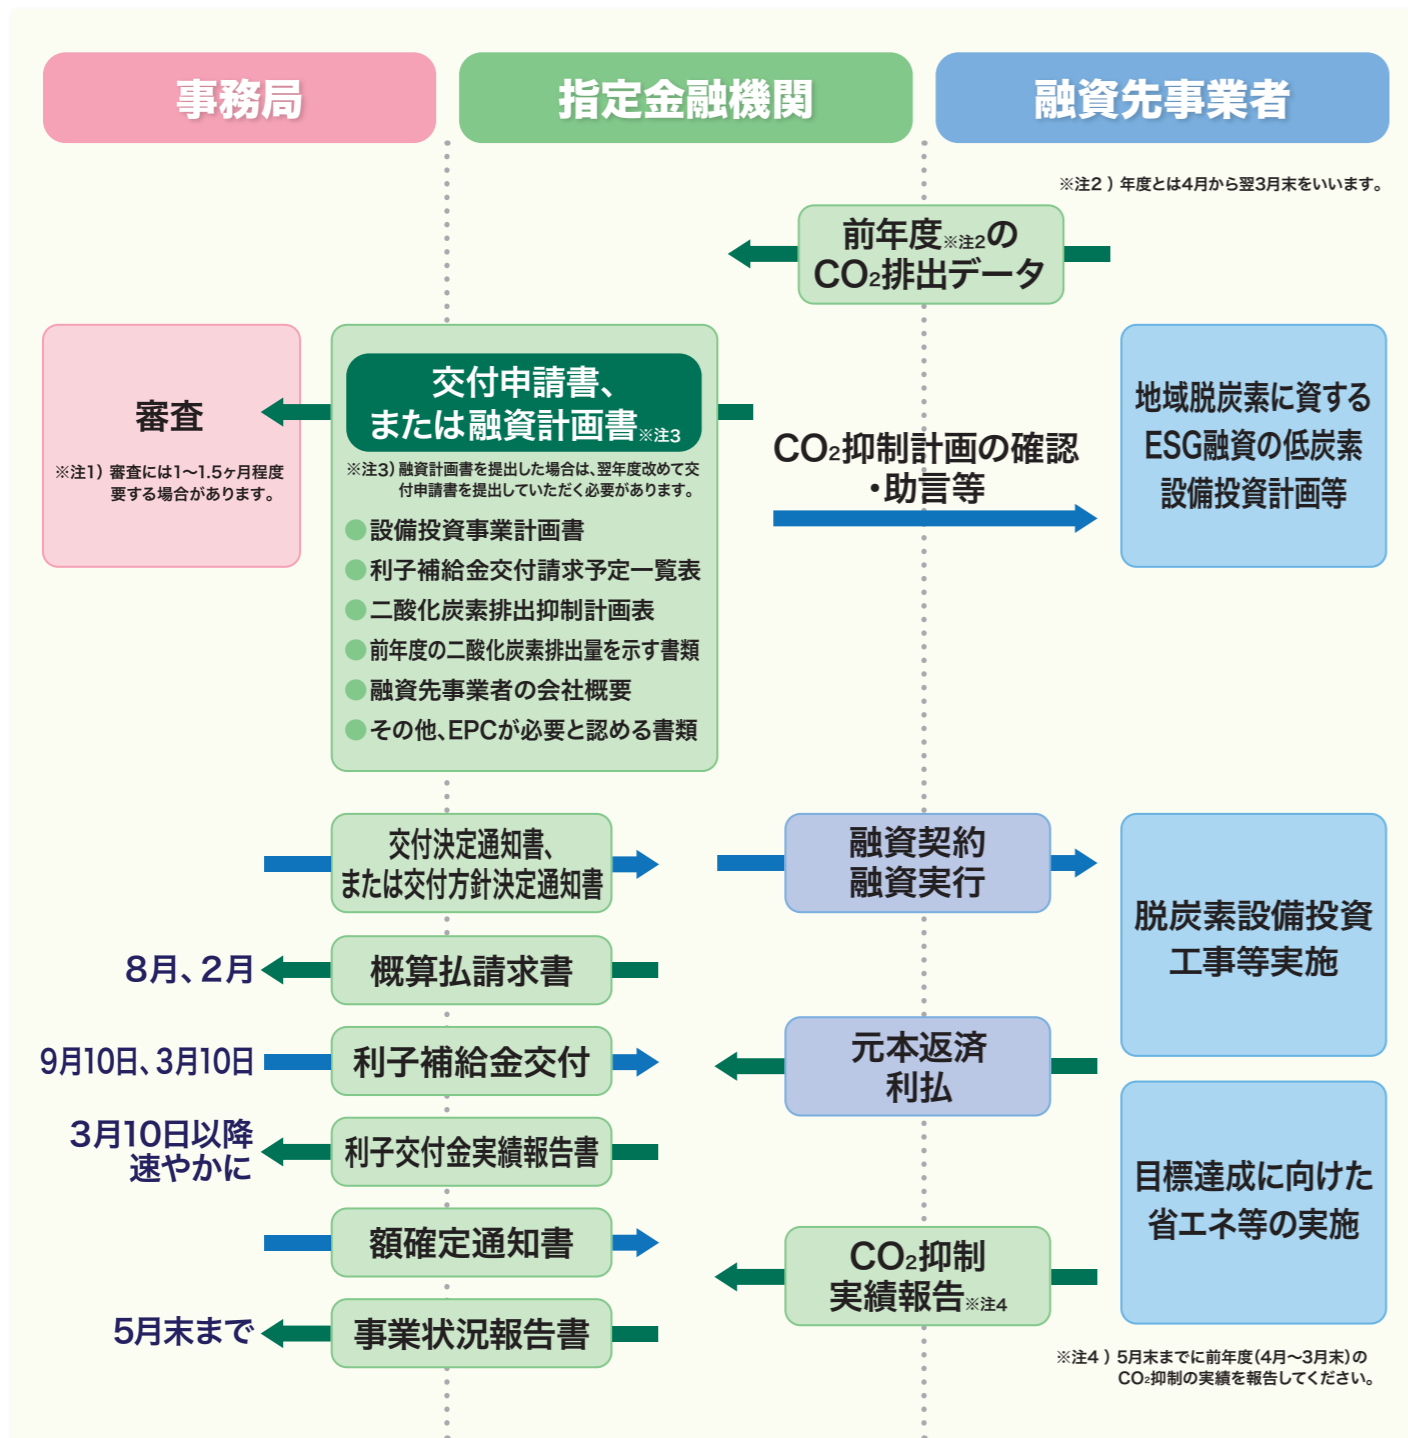 事務局
指定金融機関
融資先事業者
※注2）年度とは4月から翌3月末をいいます。
前年度※注2の
CO₂排出データ
審査
※注1）審査には1〜1.5ヶ月程度
要する場合があります。
交付申請書、
または融資計画書※注3
※注3）融資計画書を提出した場合は、翌年度改めて交
付申請書を提出していただく必要があります。
●設備投資事業計画書
●利子補給金交付請求予定一覧表
●二酸化炭素排出抑制計画表
●前年度の二酸化炭素排出量を示す書類
●融資先事業者の会社概要
●その他、EPCが必要と認める書類
CO₂抑制計画の確認
・助言等
地域脱炭素に資する
ESG融資の低炭素
設備投資計画等
交付決定通知書、
または交付方針決定通知書
融資契約
融資実行
脱炭素設備投資
工事等実施
8月、2月
概算払請求書
9月10日、3月10日
利子補給金交付
元本返済
利払
3月10日以降
速やかに
利子交付金実績報告書
目標達成に向けた
省エネ等の実施
額確定通知書
CO₂抑制
実績報告※注4
5月末まで
事業状況報告書
※注4）5月末までに前年度（4月〜3月末）の
CO₂抑制の実績を報告してください。